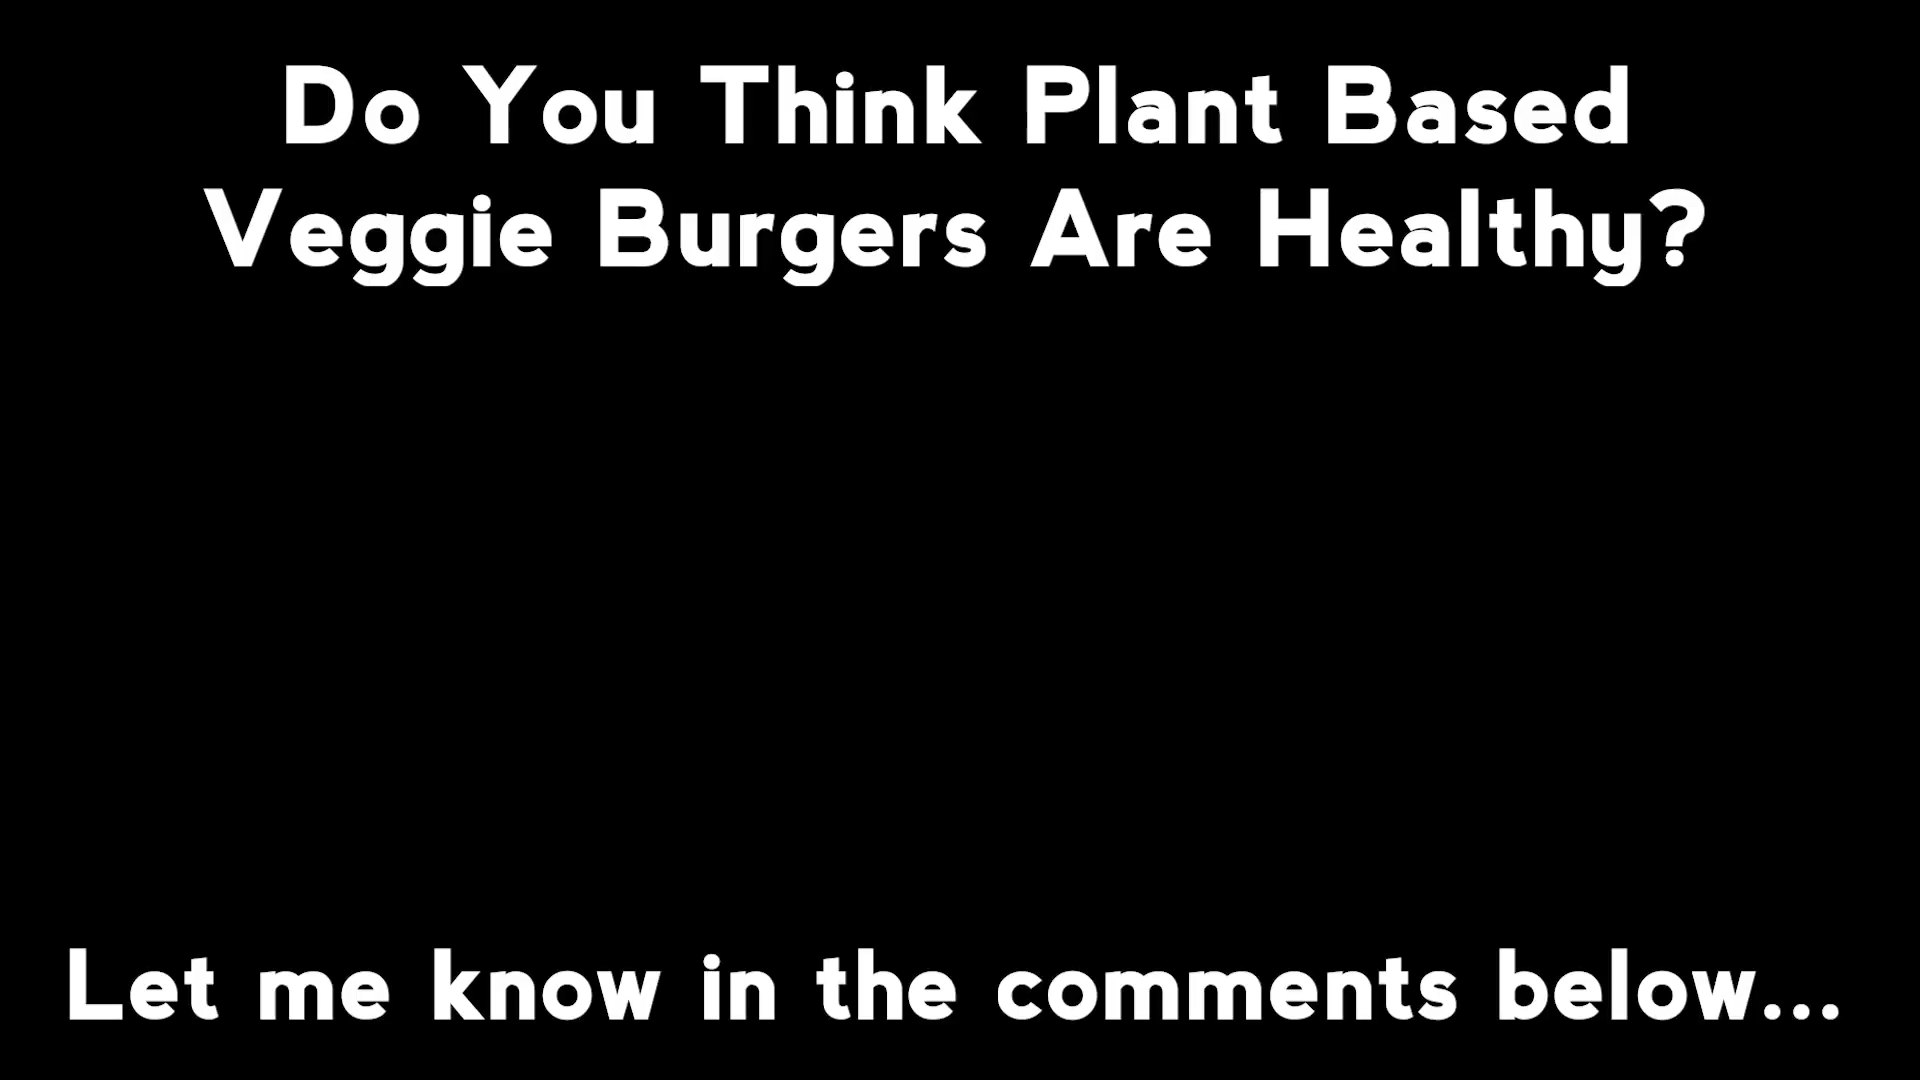 Do You Think Plant Based
Veggie Burgers Are Healthy?
Let me know in the comments below...